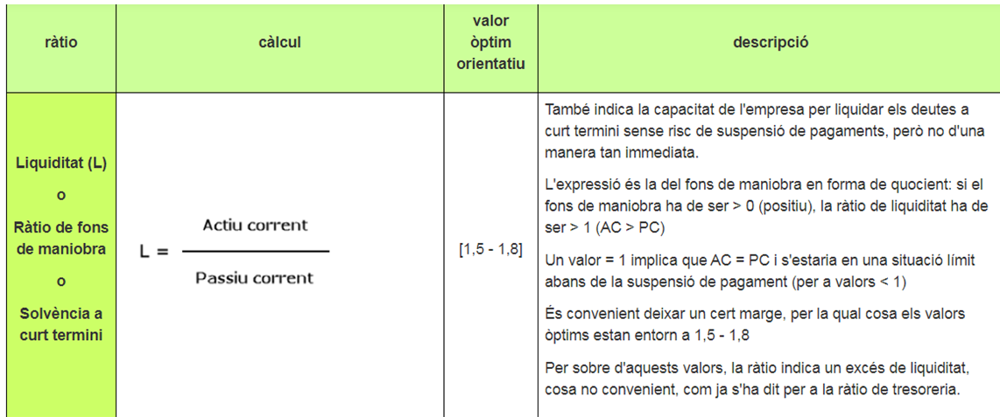 ràtio
càlcul
valor
òptim
orientatiu
descripció
Liquiditat (L)
o
Ràtio de fons
de maniobra
o
Solvència a
curt termini
L =
Actiu corrent
Passiu corrent
[1,5 - 1,8]
També indica la capacitat de l'empresa per liquidar els deutes a
curt termini sense risc de suspensió de pagaments, però no d'una
manera tan immediata.
L'expressió és la del fons de maniobra en forma de quocient: si el
fons de maniobra ha de ser > 0 (positiu), la ràtio de liquiditat ha de
ser > 1 (AC > PC)
Un valor = 1 implica que AC = PC i s'estaria en una situació límit
abans de la suspensió de pagament (per a valors < 1)
És convenient deixar un cert marge, per la qual cosa els valors
òptims estan entorn a 1,5 - 1,8
Per sobre d'aquests valors, la ràtio indica un excés de liquiditat,
cosa no convenient, com ja s'ha dit per a la ràtio de tresoreria.